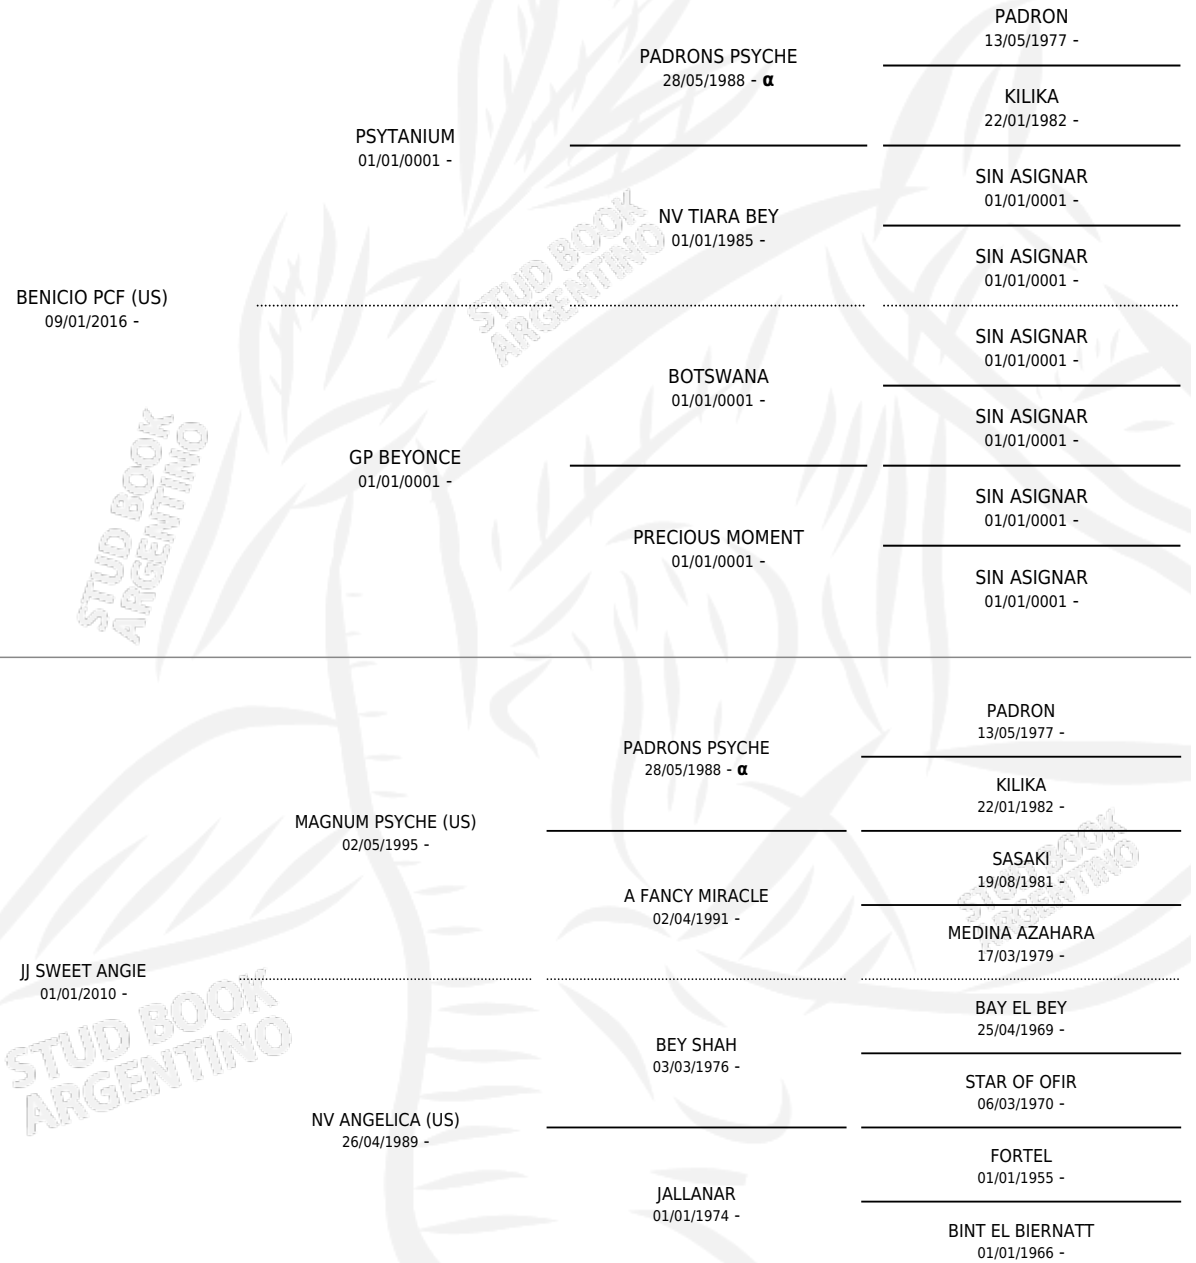 PADRON
13/05/1977 -
PADRONS PSYCHE
28/05/1988 - α
KILIKA
22/01/1982 -
PSYTANIUM
01/01/0001 -
SIN ASIGNAR
01/01/0001 -
NV TIARA BEY
01/01/1985 -
SIN ASIGNAR
01/01/0001 -
BENICIO PCF (US)
09/01/2016 -
SIN ASIGNAR
01/01/0001 -
BOTSWANA
01/01/0001 -
SIN ASIGNAR
01/01/0001 -
GP BEYONCE
01/01/0001 -
SIN ASIGNAR
01/01/0001 -
PRECIOUS MOMENT
01/01/0001 -
SIN ASIGNAR
01/01/0001 -
STUD BOOK
ARGENTINO
STUD BOOK
ARGENTINO
PADRON
13/05/1977 -
PADRONS PSYCHE
28/05/1988 - α
KILIKA
22/01/1982 -
MAGNUM PSYCHE (US)
02/05/1995 -
SASAKI
19/08/1981 -
A FANCY MIRACLE
02/04/1991 -
MEDINA AZAHARA
17/03/1979 -
JJ SWEET ANGIE
01/01/2010 -
BAY EL BEY
25/04/1969 -
BEY SHAH
03/03/1976 -
STAR OF OFIR
06/03/1970 -
NV ANGELICA (US)
26/04/1989 -
FORTEL
01/01/1955 -
JALLANAR
01/01/1974 -
BINT EL BIERNATT
01/01/1966 -
STUD BOOK
ARGENTINO
STUD BOOK
ARGENTINO